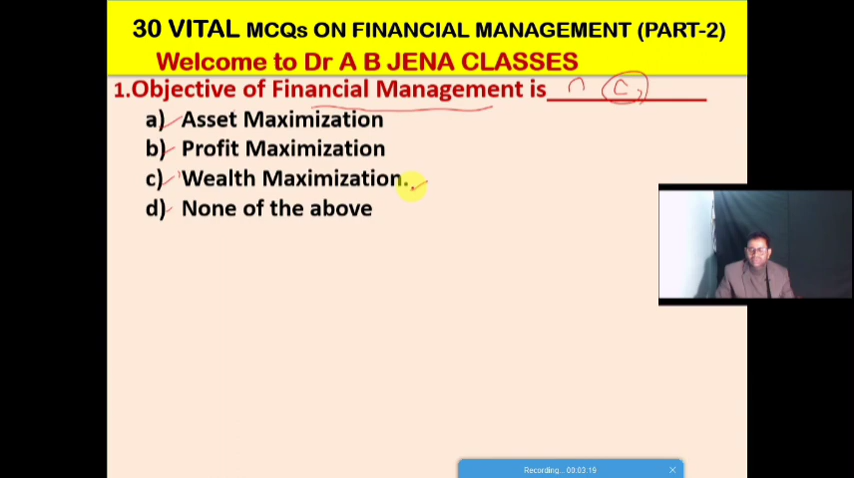 30 VITAL MCQs ON FINANCIAL MANAGEMENT (PART-2)
Welcome to Dr A B JENA CLASSES
1.Objective of Financial Management is_______________ C,
a) Asset Maximization
b) Profit Maximization
c) Wealth Maximization.
d) None of the above
Recording... 00:03:19